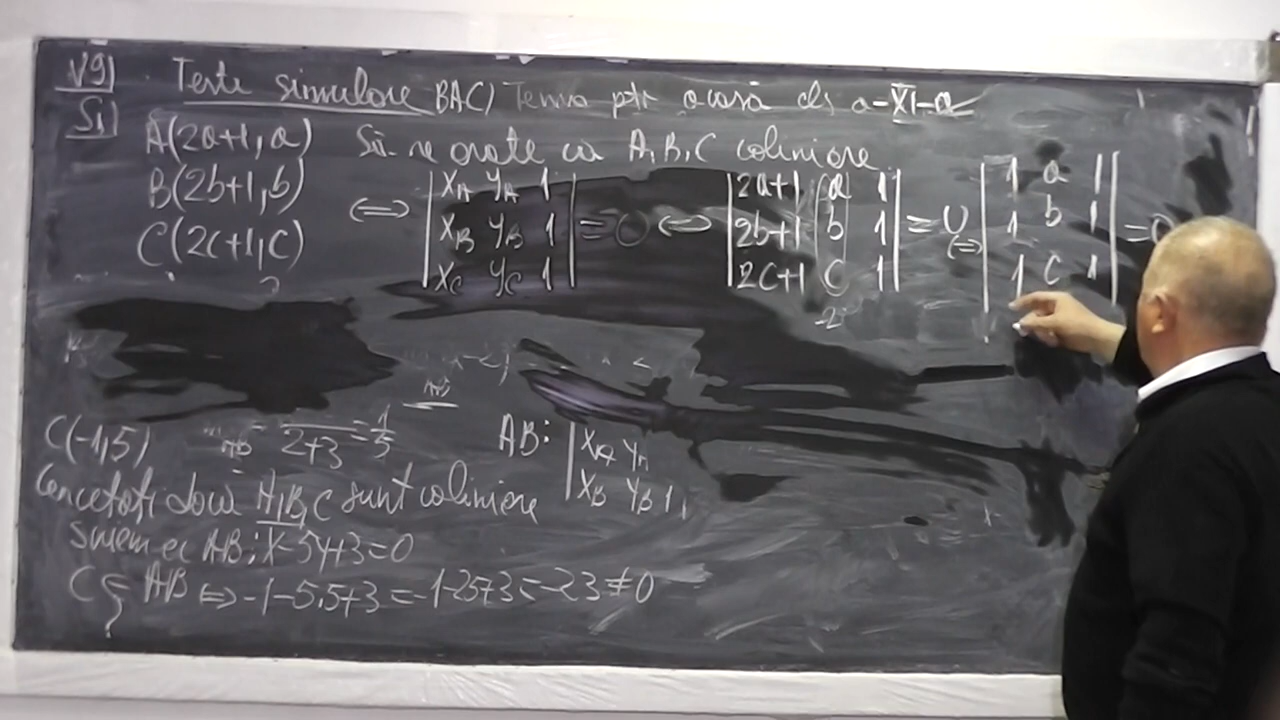 V9) Teste simulare BAC) Tema ptr acasă cls a-XI-a
S1)
A(2a+1, a) Să se arate că A, B, C coliniare
B(2b+1, b)
C(2c+1, c)
⇔ |xA yA 1| = 0 ⇔ |2a+1 a 1| = 0 ⇔ |1 a 1| = 0
|xB yB 1| |2b+1 b 1| |1 b 1|
|xC yC 1| |2c+1 c 1| |1 c 1|
-2
C(-1,5) AB = 2+3 = 1/5 AB: |xA yA
|xB yB 1
Cercetati dacă A, B, C sunt coliniare
Scriem ec AB: x-5y+3=0
C ∈ AB ⇔ -1-5.5+3 = -1-25+3 = -23 ≠ 0
?